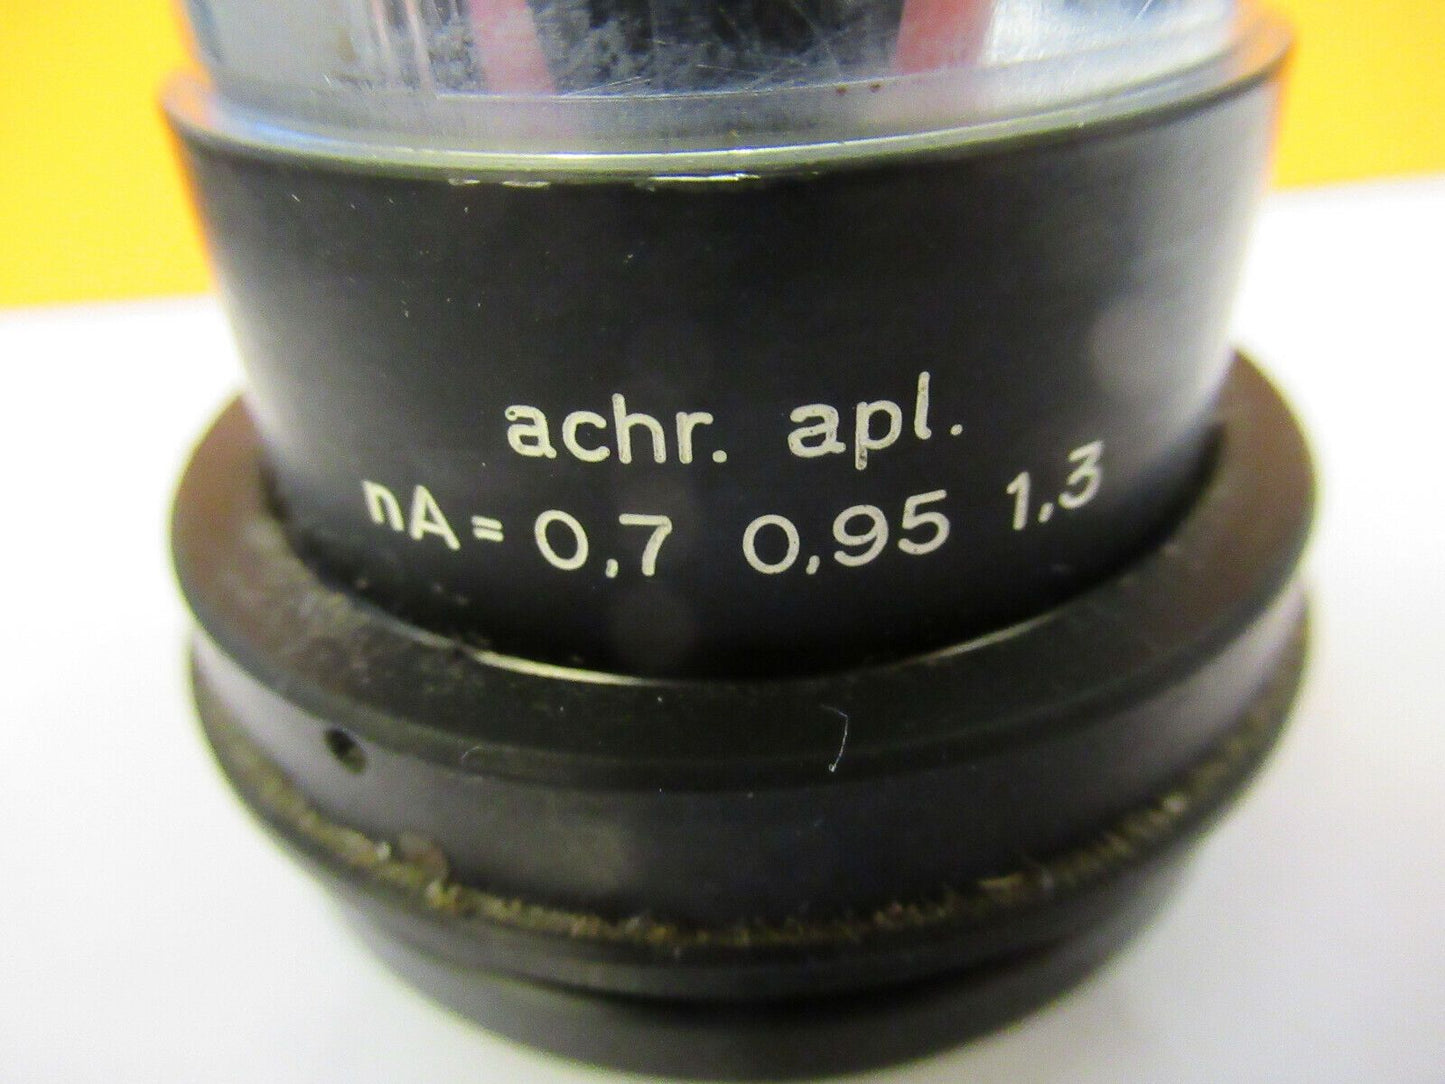 achr. apl.
nA = 0,7 0,95 1.3